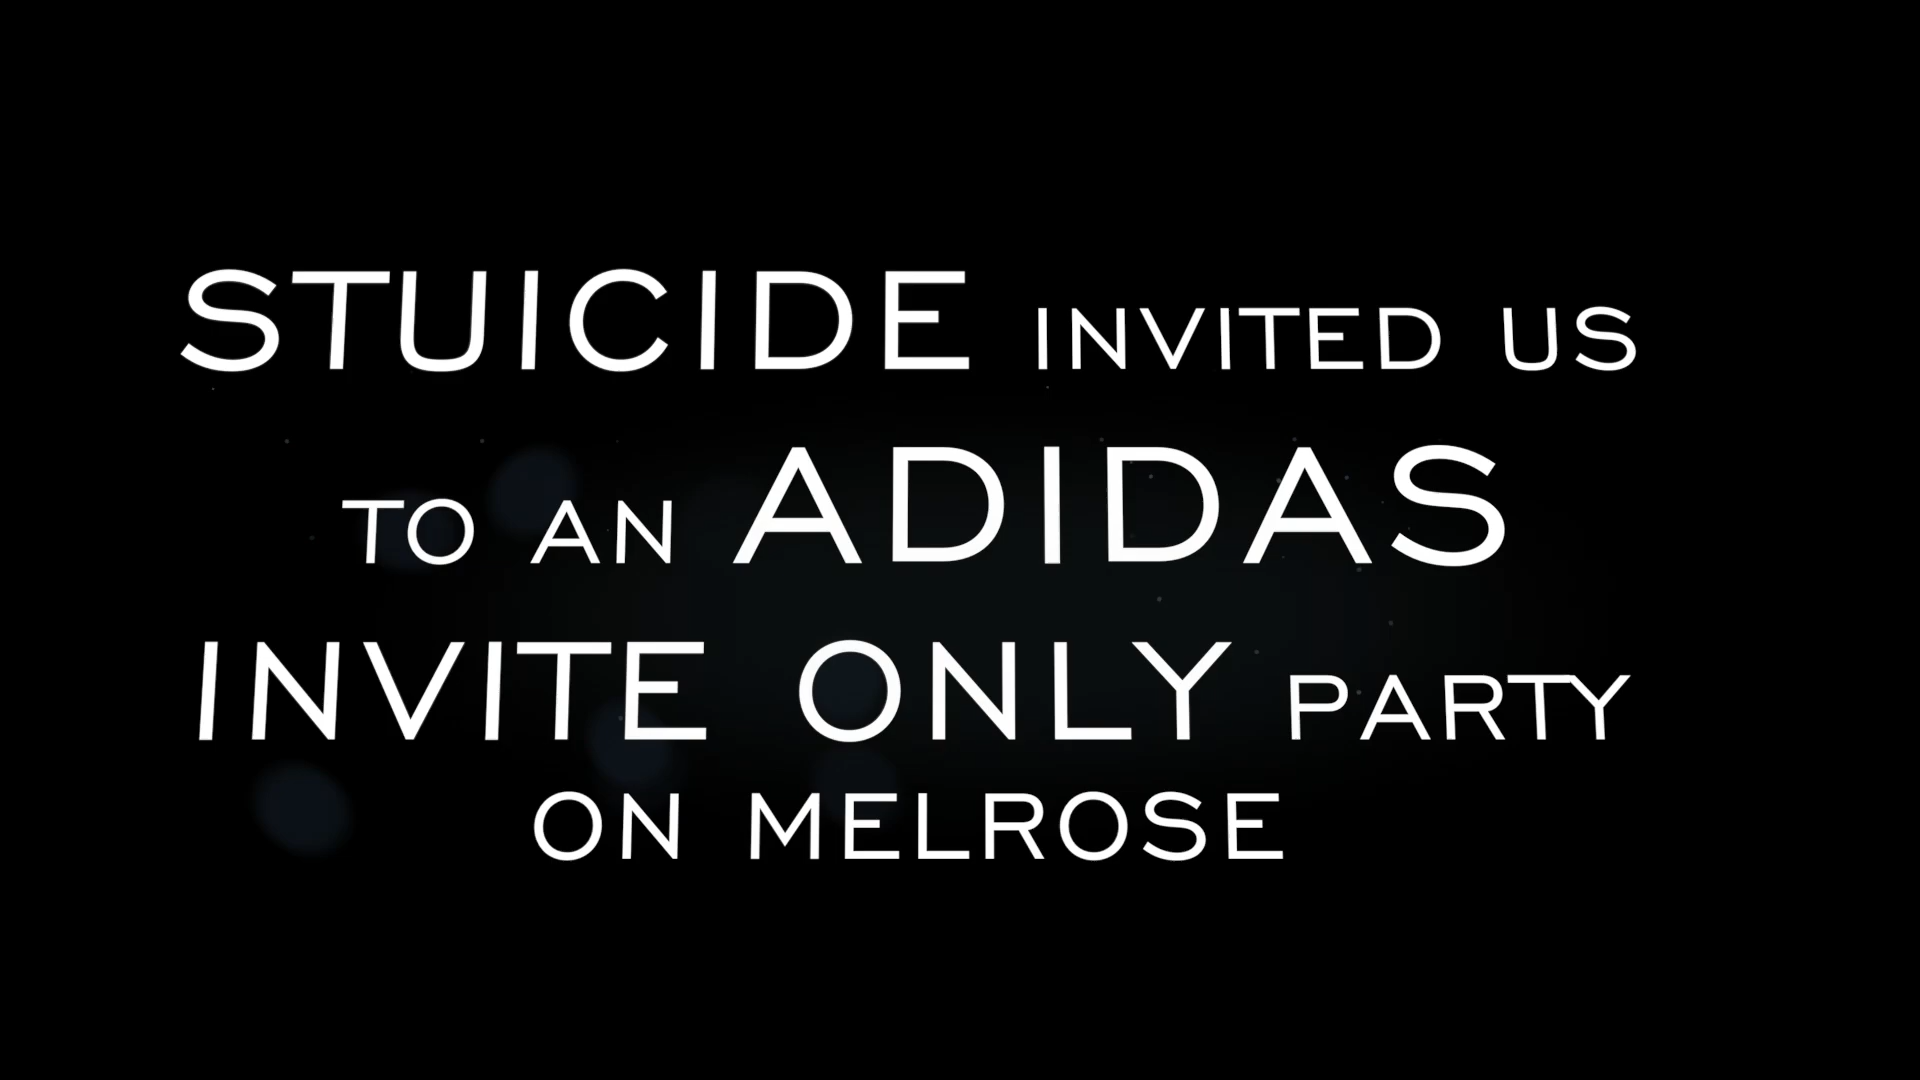 STUICIDE INVITED US
TO AN ADIDAS
INVITE ONLY PARTY
ON MELROSE